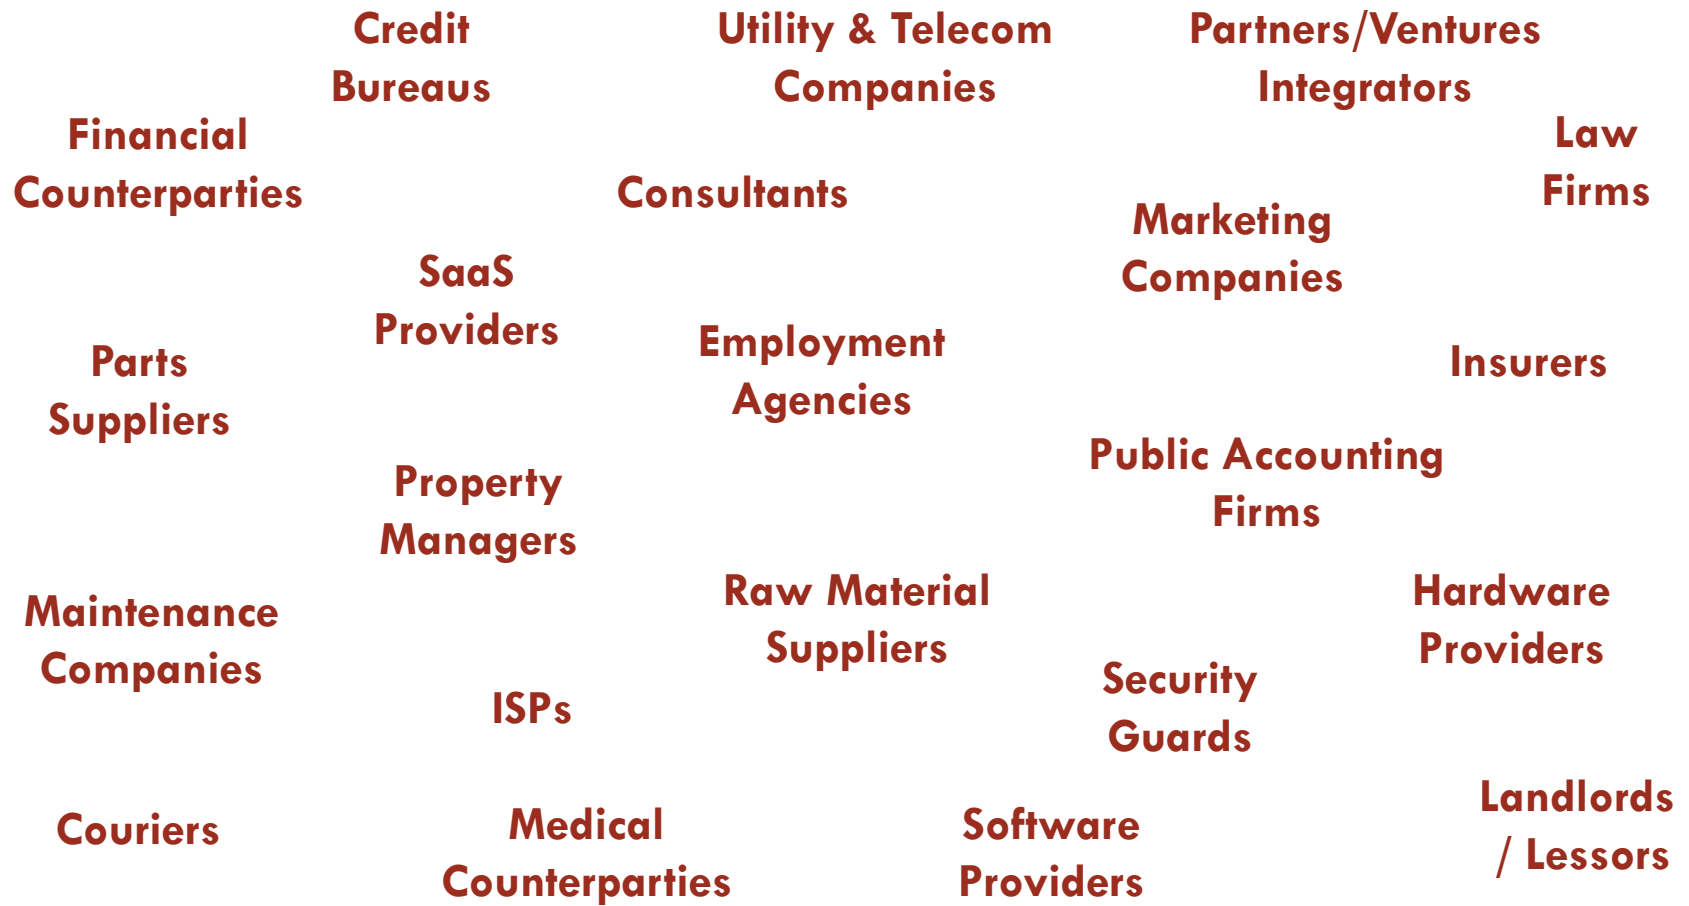 Credit
Bureaus
Utility & Telecom
Companies
Partners/Ventures
Integrators
Financial
Counterparties
Consultants
Law
Firms
Marketing
Companies
SaaS
Providers
Employment
Agencies
Parts
Suppliers
Insurers
Property
Managers
Public Accounting
Firms
Maintenance
Companies
Raw Material
Suppliers
Hardware
Providers
ISPs
Security
Guards
Couriers
Medical
Counterparties
Software
Providers
Landlords
/ Lessors